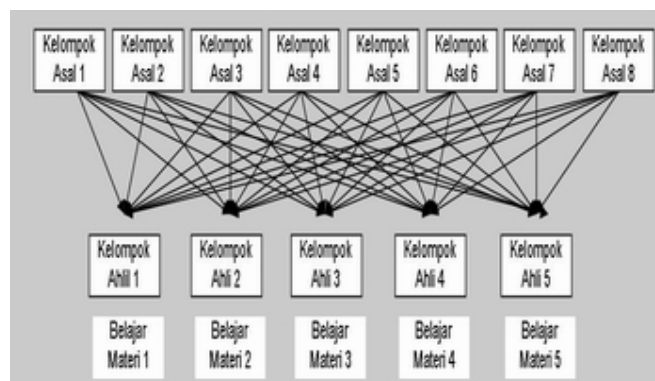 Kelompok
Asal 1
Kelompok
Asal 2
Kelompok
Asal 3
Kelompok
Asal 4
Kelompok
Asal 5
Kelompok
Asal 6
Kelompok
Asal 7
Kelompok
Asal 8
Kelompok
Ahlil 1
Kelompok
Ahli 2
Kelompok
Ahli 3
Kelompok
Ahli 4
Kelompok
Ahli 5
Belajar
Materi 1
Belajar
Materi 2
Belajar
Materi 3
Belajar
Materi 4
Belajar
Materi 5